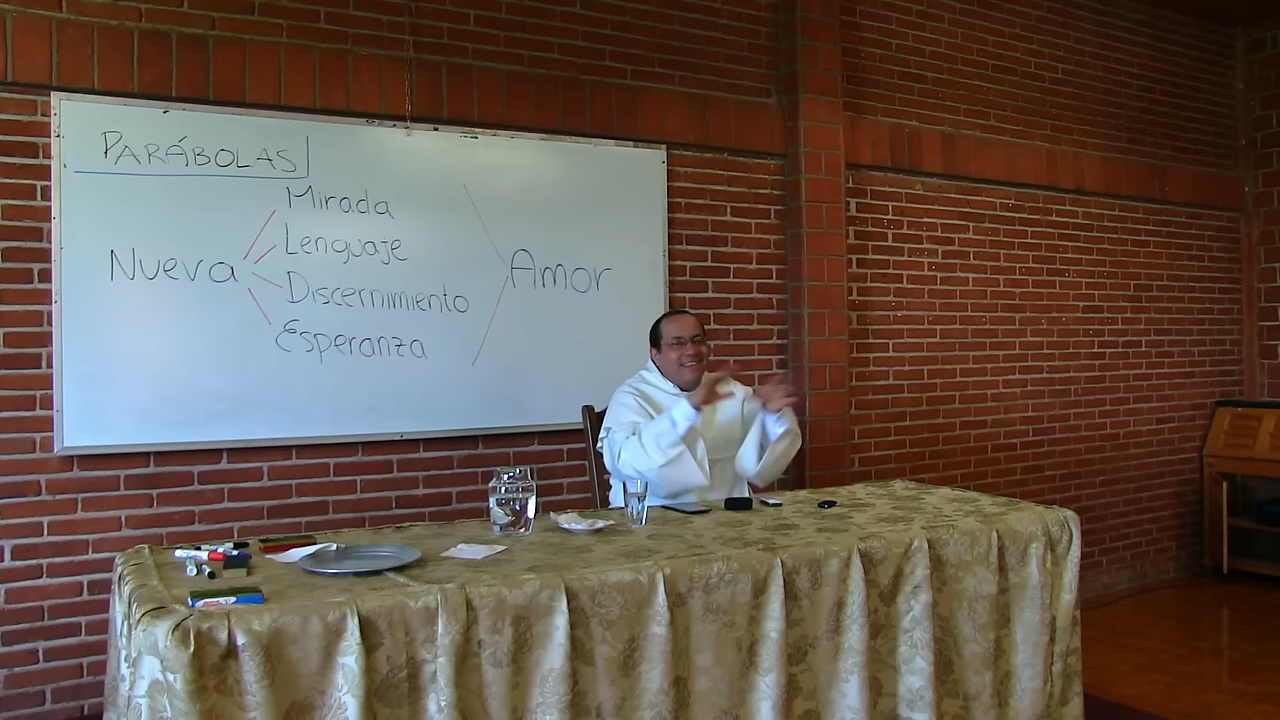 PARÁBOLAS
Mirada
Lenguaje
Nueva
Amor
Discernimiento
Esperanza